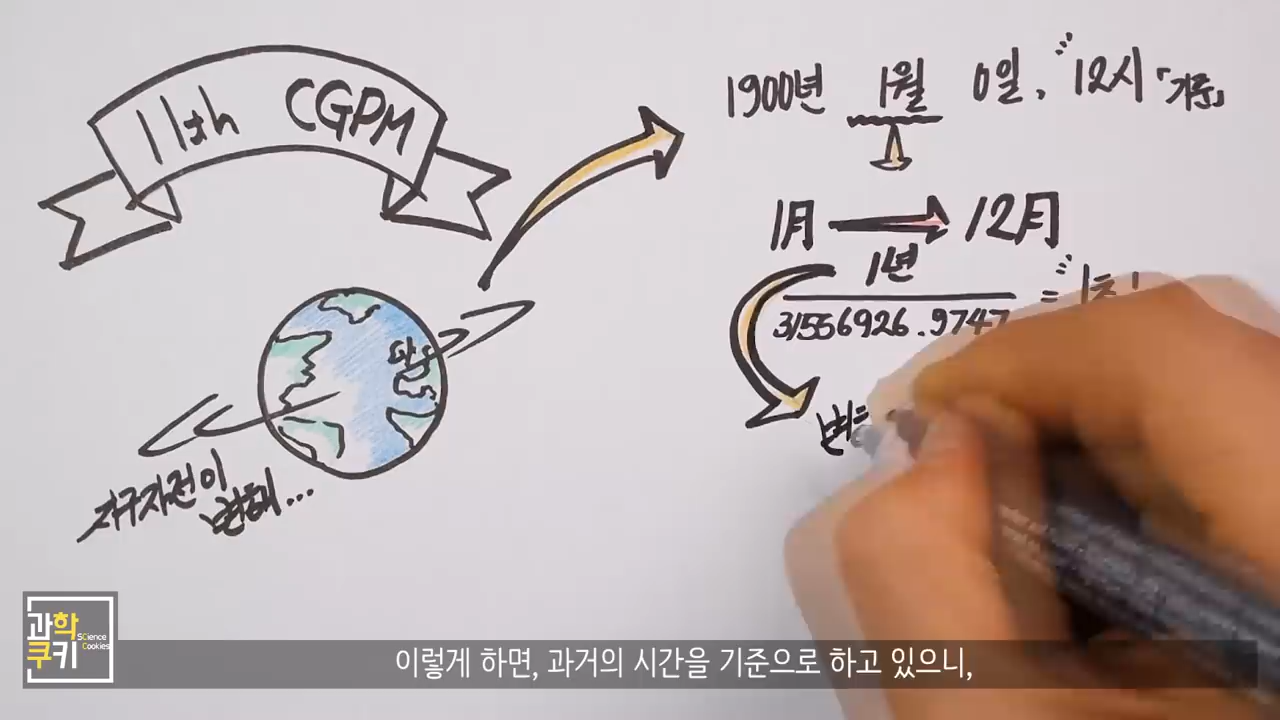 11th CGPM
1900년 1월 0일, 12시 「기준」
1月 → 12月
1년
31556926.9747
= 1초
지구자전이
변해...
과학
쿠키
Science
Cookies
이렇게 하면, 과거의 시간을 기준으로 하고 있으니,